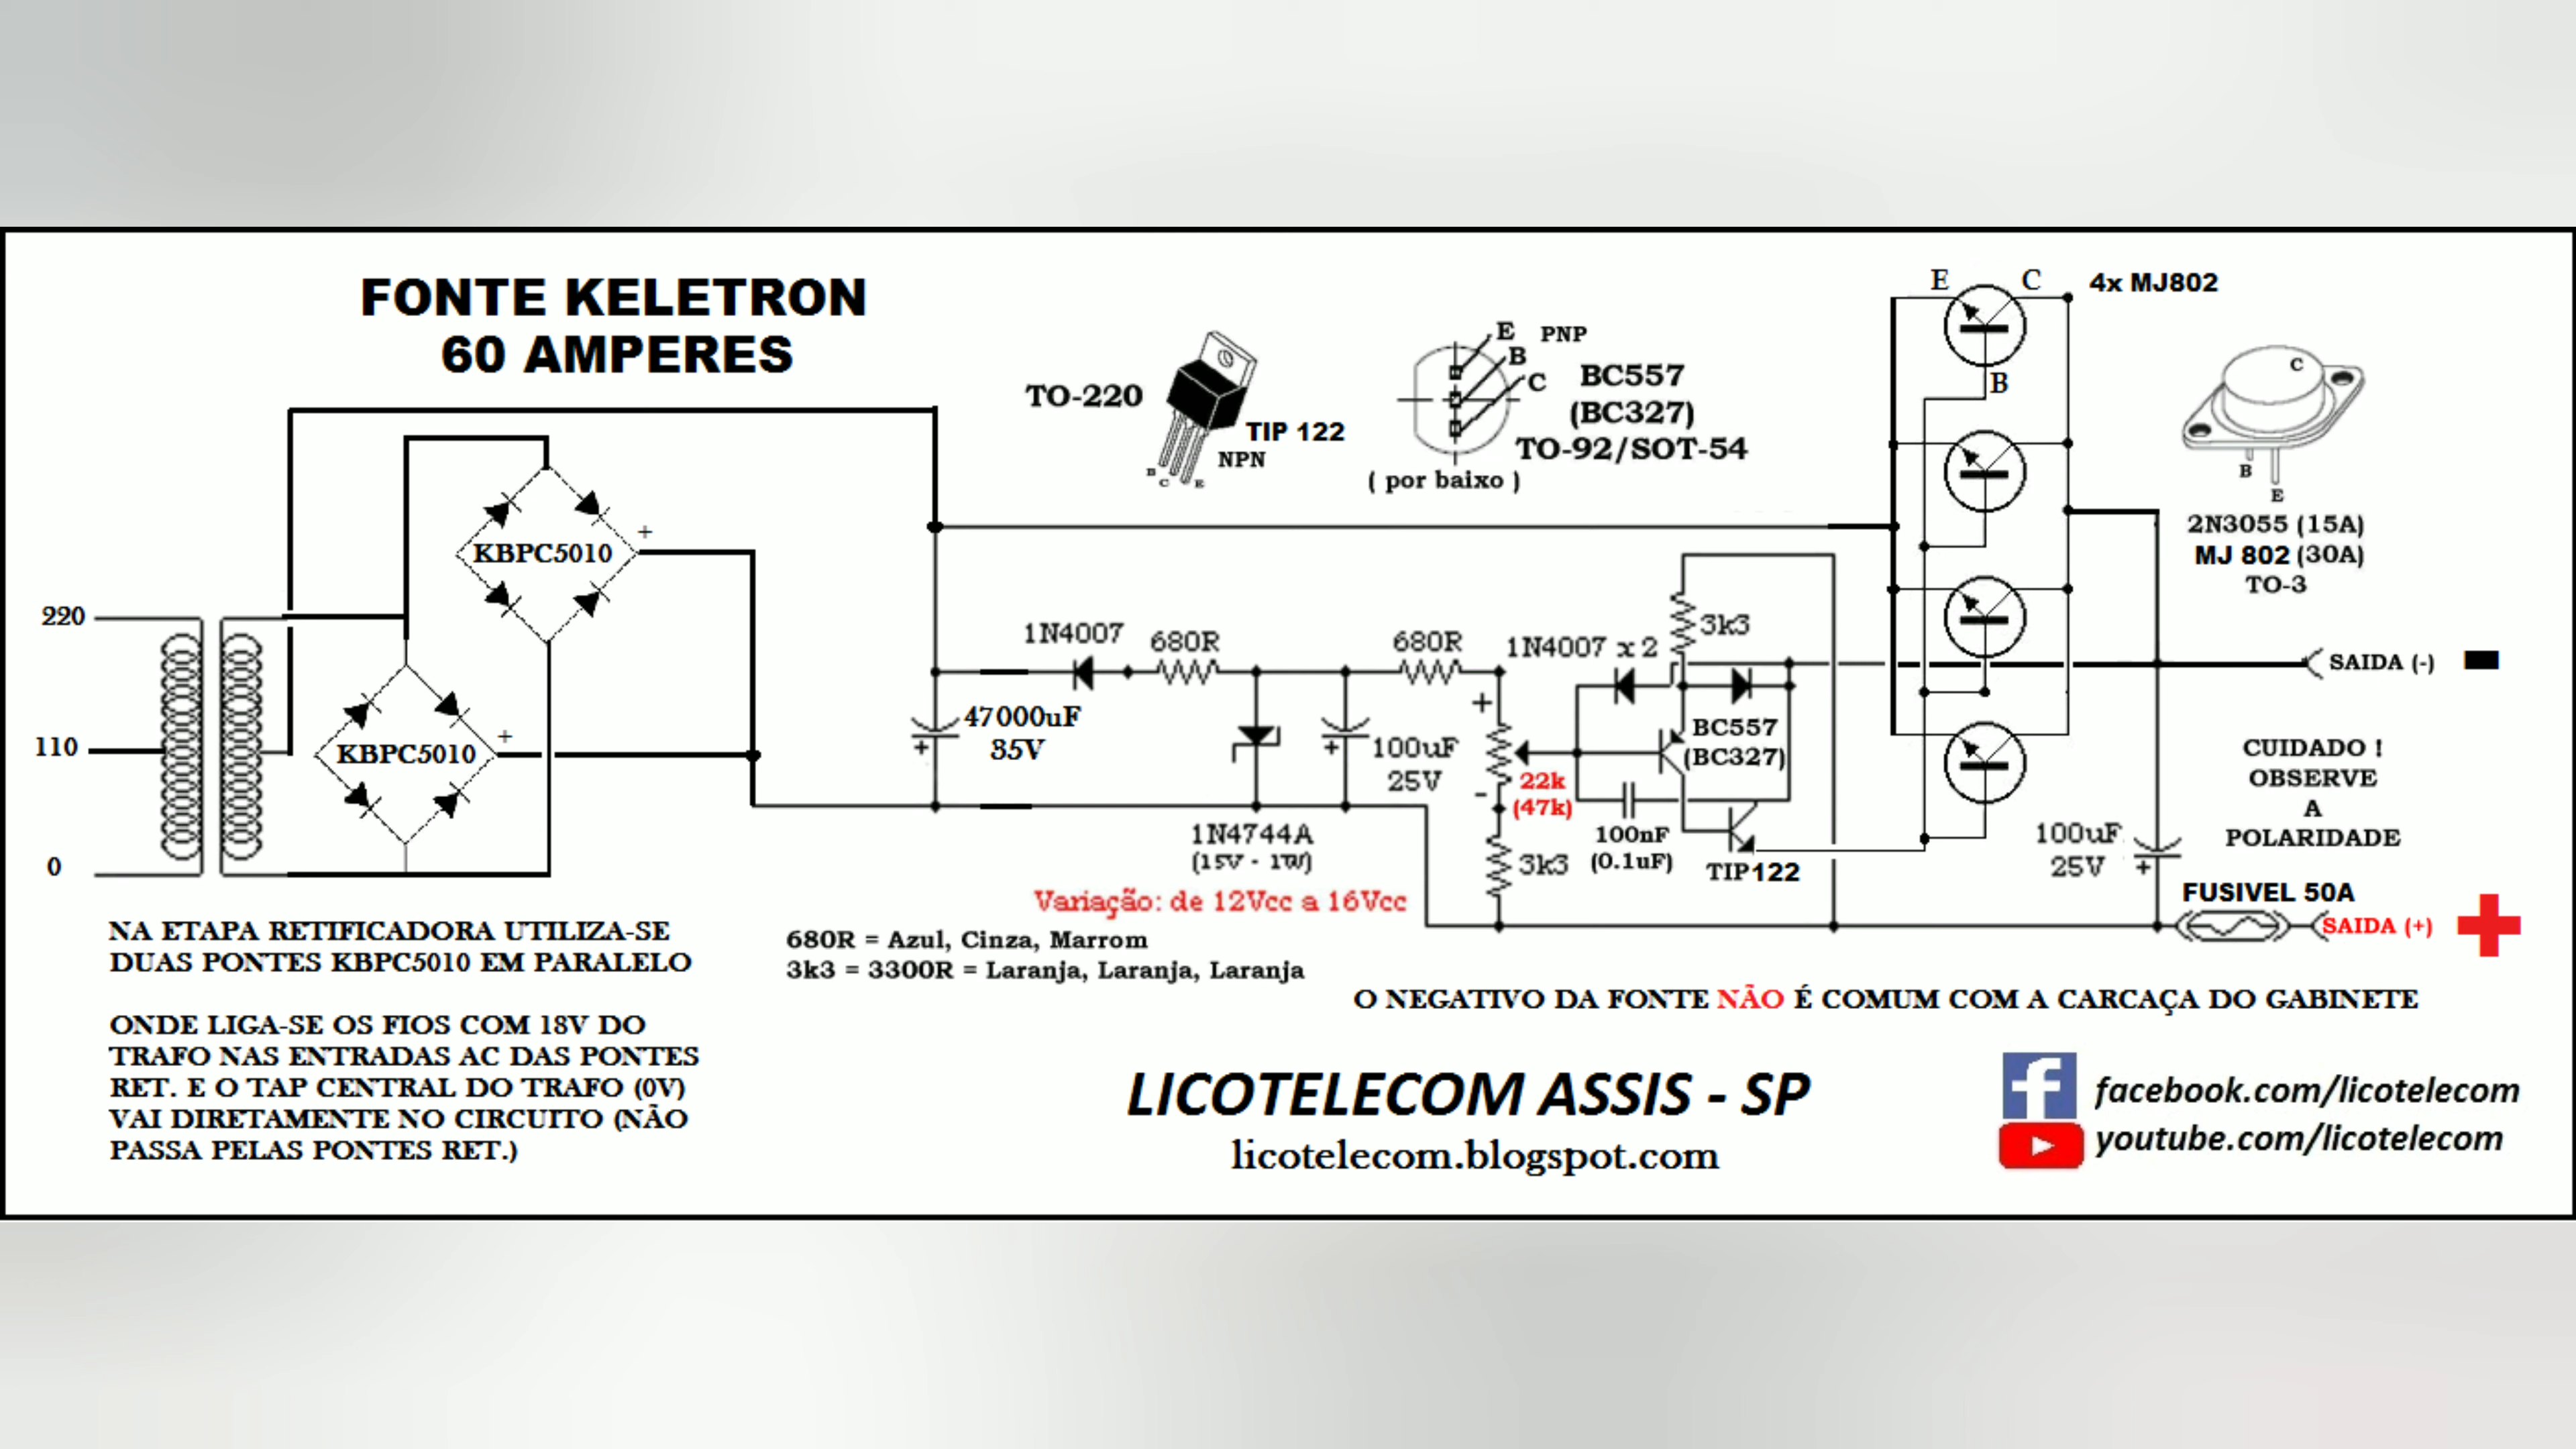 FONTE KELETRON
60 AMPERES
TO-220
TIP 122
NPN
B
C
E
E
B
C
PNP
BC557
(BC327)
TO-92/SOT-54
( por baixo )
E
C
B
4x MJ802
C
B
E
2N3055 (15A)
MJ 802 (30A)
TO-3
220
110
0
KBPC5010
+
KBPC5010
+
47000uF
35V
+
1N4007
680R
1N4744A
(15V - 1W)
+
100uF
25V
680R
+
-
22k
(47k)
3k3
1N4007 x 2
3k3
BC557
(BC327)
100nF
(0.1uF)
TIP122
100uF
25V
+
SAIDA (-)
CUIDADO !
OBSERVE
A
POLARIDADE
FUSIVEL 50A
SAIDA (+)
Variação: de 12Vcc a 16Vcc
680R = Azul, Cinza, Marrom
3k3 = 3300R = Laranja, Laranja, Laranja
O NEGATIVO DA FONTE NÃO É COMUM COM A CARCAÇA DO GABINETE
NA ETAPA RETIFICADORA UTILIZA-SE
DUAS PONTES KBPC5010 EM PARALELO
ONDE LIGA-SE OS FIOS COM 18V DO
TRAFO NAS ENTRADAS AC DAS PONTES
RET. E O TAP CENTRAL DO TRAFO (0V)
VAI DIRETAMENTE NO CIRCUITO (NÃO
PASSA PELAS PONTES RET.)
LICOTELECOM ASSIS - SP
licotelecom.blogspot.com
facebook.com/licotelecom
youtube.com/licotelecom